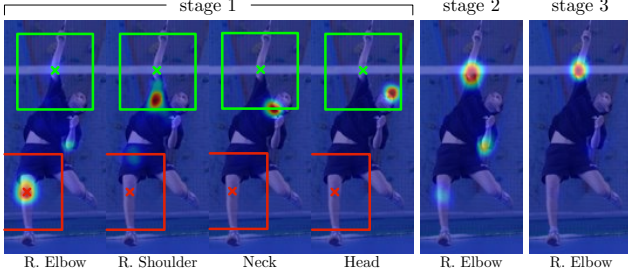 stage 1 stage 2 stage 3
R. Elbow R. Shoulder Neck Head R. Elbow R. Elbow